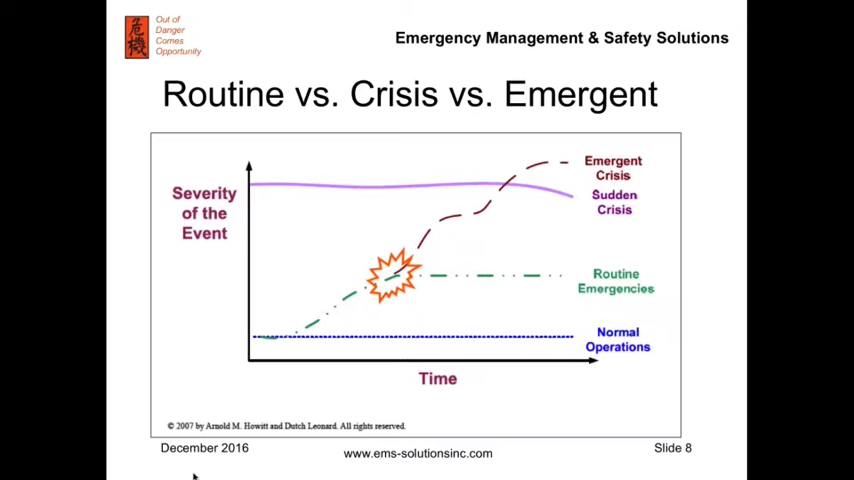 危機
Out of
Danger
Comes
Opportunity
Emergency Management & Safety Solutions
Routine vs. Crisis vs. Emergent
Severity
of the
Event
Emergent
Crisis
Sudden
Crisis
Routine
Emergencies
Normal
Operations
Time
© 2007 by Arnold M. Howitt and Dutch Leonard. All rights reserved.
December 2016
www.ems-solutionsinc.com
Slide 8